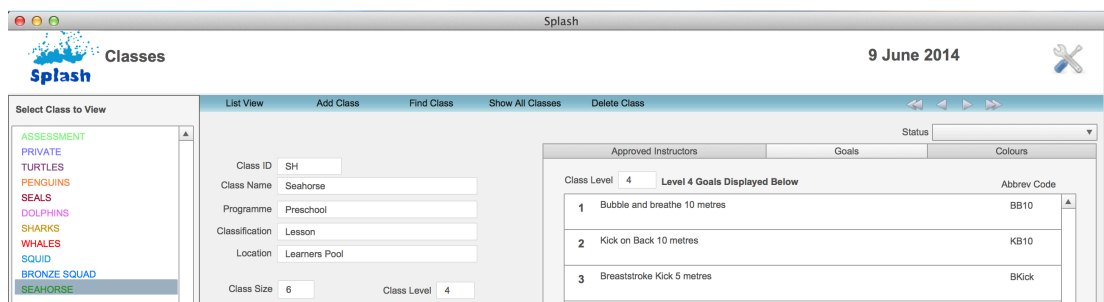 Splash
Splash
Classes
9 June 2014
Select Class to View
List View Add Class Find Class Show All Classes Delete Class
Status
ASSESSMENT
PRIVATE
TURTLES
PENGUINS
SEALS
DOLPHINS
SHARKS
WHALES
SQUID
BRONZE SQUAD
SEAHORSE
Class ID SH
Class Name Seahorse
Programme Preschool
Classification Lesson
Location Learners Pool
Class Size 6 Class Level 4
Approved Instructors Goals Colours
Class Level 4 Level 4 Goals Displayed Below Abbrev Code
1 Bubble and breathe 10 metres BB10
2 Kick on Back 10 metres KB10
3 Breaststroke Kick 5 metres BKick